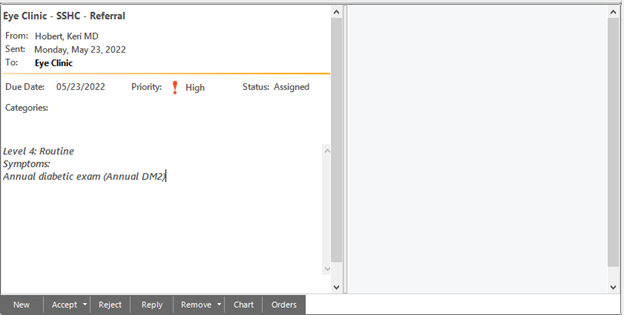 Eye Clinic - SSHC - Referral
From: Hobert, Keri MD
Sent: Monday, May 23, 2022
To: Eye Clinic
Due Date: 05/23/2022 Priority: High Status: Assigned
Categories:
Level 4: Routine
Symptoms:
Annual diabetic exam (Annual DM2)
New Accept Reject Reply Remove Chart Orders